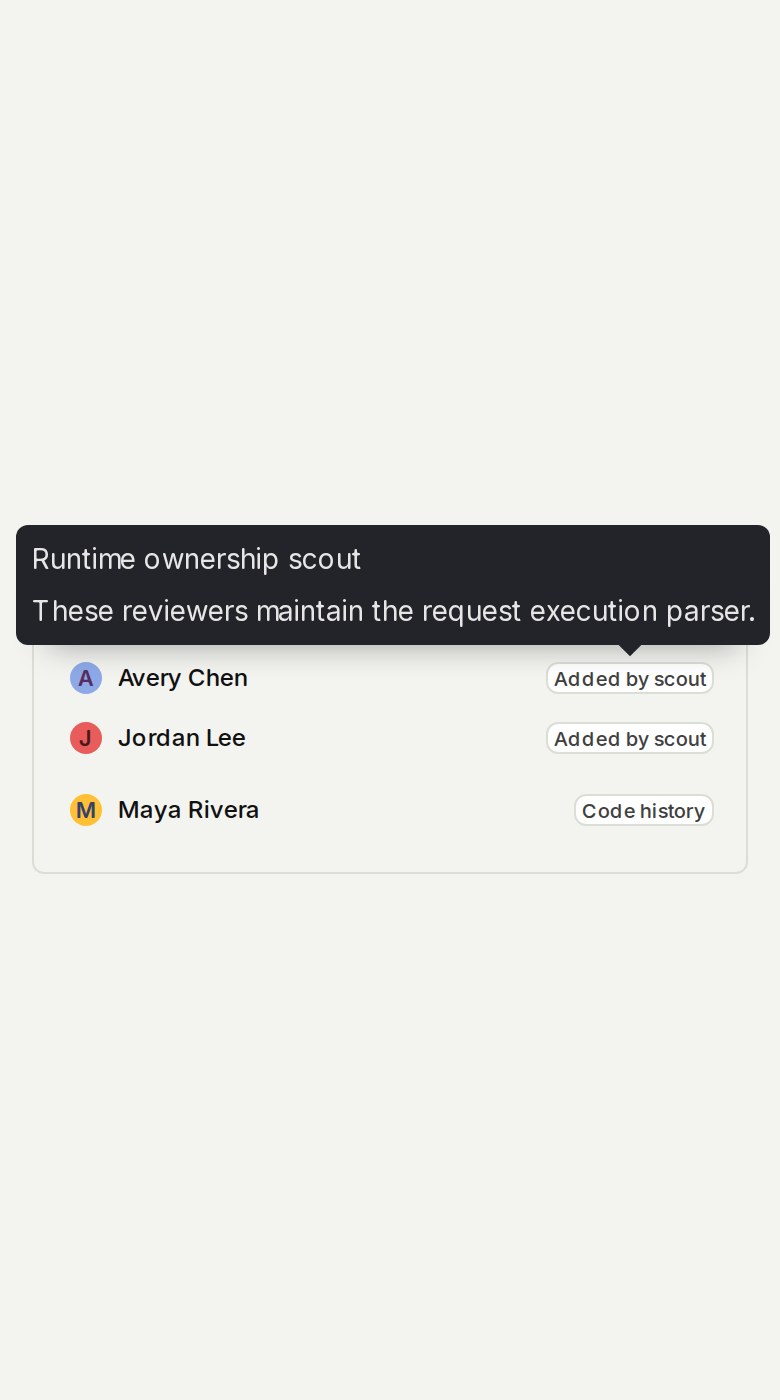 Runtime ownership scout
These reviewers maintain the request execution parser.
A Avery Chen Added by scout
J Jordan Lee Added by scout
M Maya Rivera Code history